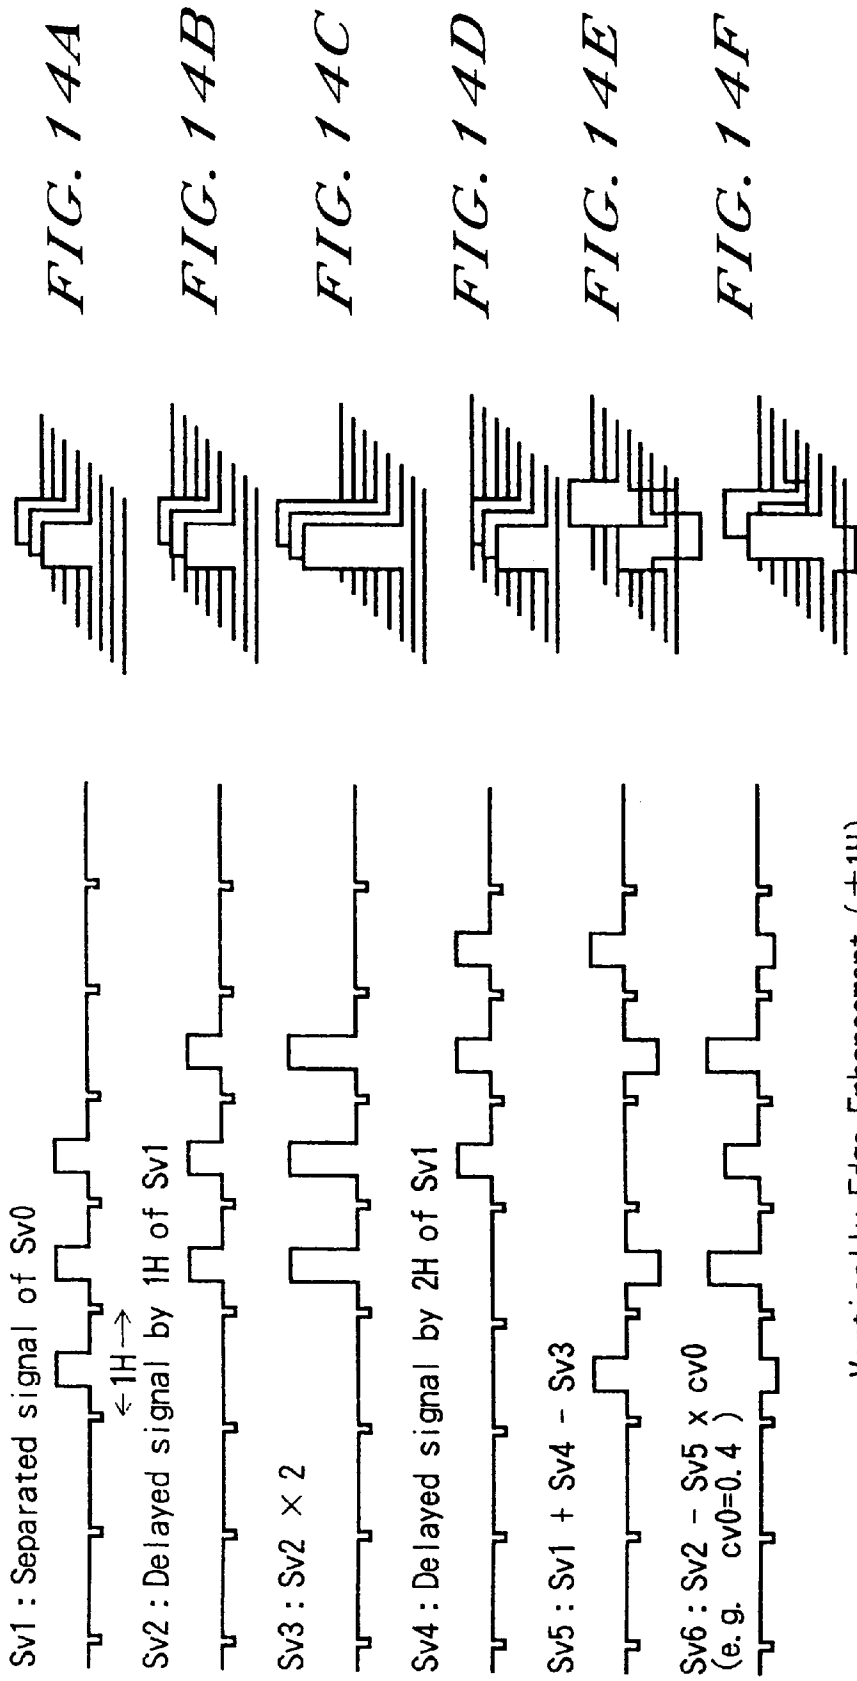 FIG. 14A
Sv1 : Separated signal of Sv0
←1H→
FIG. 14B
Sv2 : Delayed signal by 1H of Sv1
FIG. 14C
Sv3 : Sv2 × 2
FIG. 14D
Sv4 : Delayed signal by 2H of Sv1
FIG. 14E
Sv5 : Sv1 + Sv4 - Sv3
FIG. 14F
Sv6 : Sv2 - Sv5 x cv0
(e.g. cv0=0.4 )
Vertically Edge Enhancement (±1H)